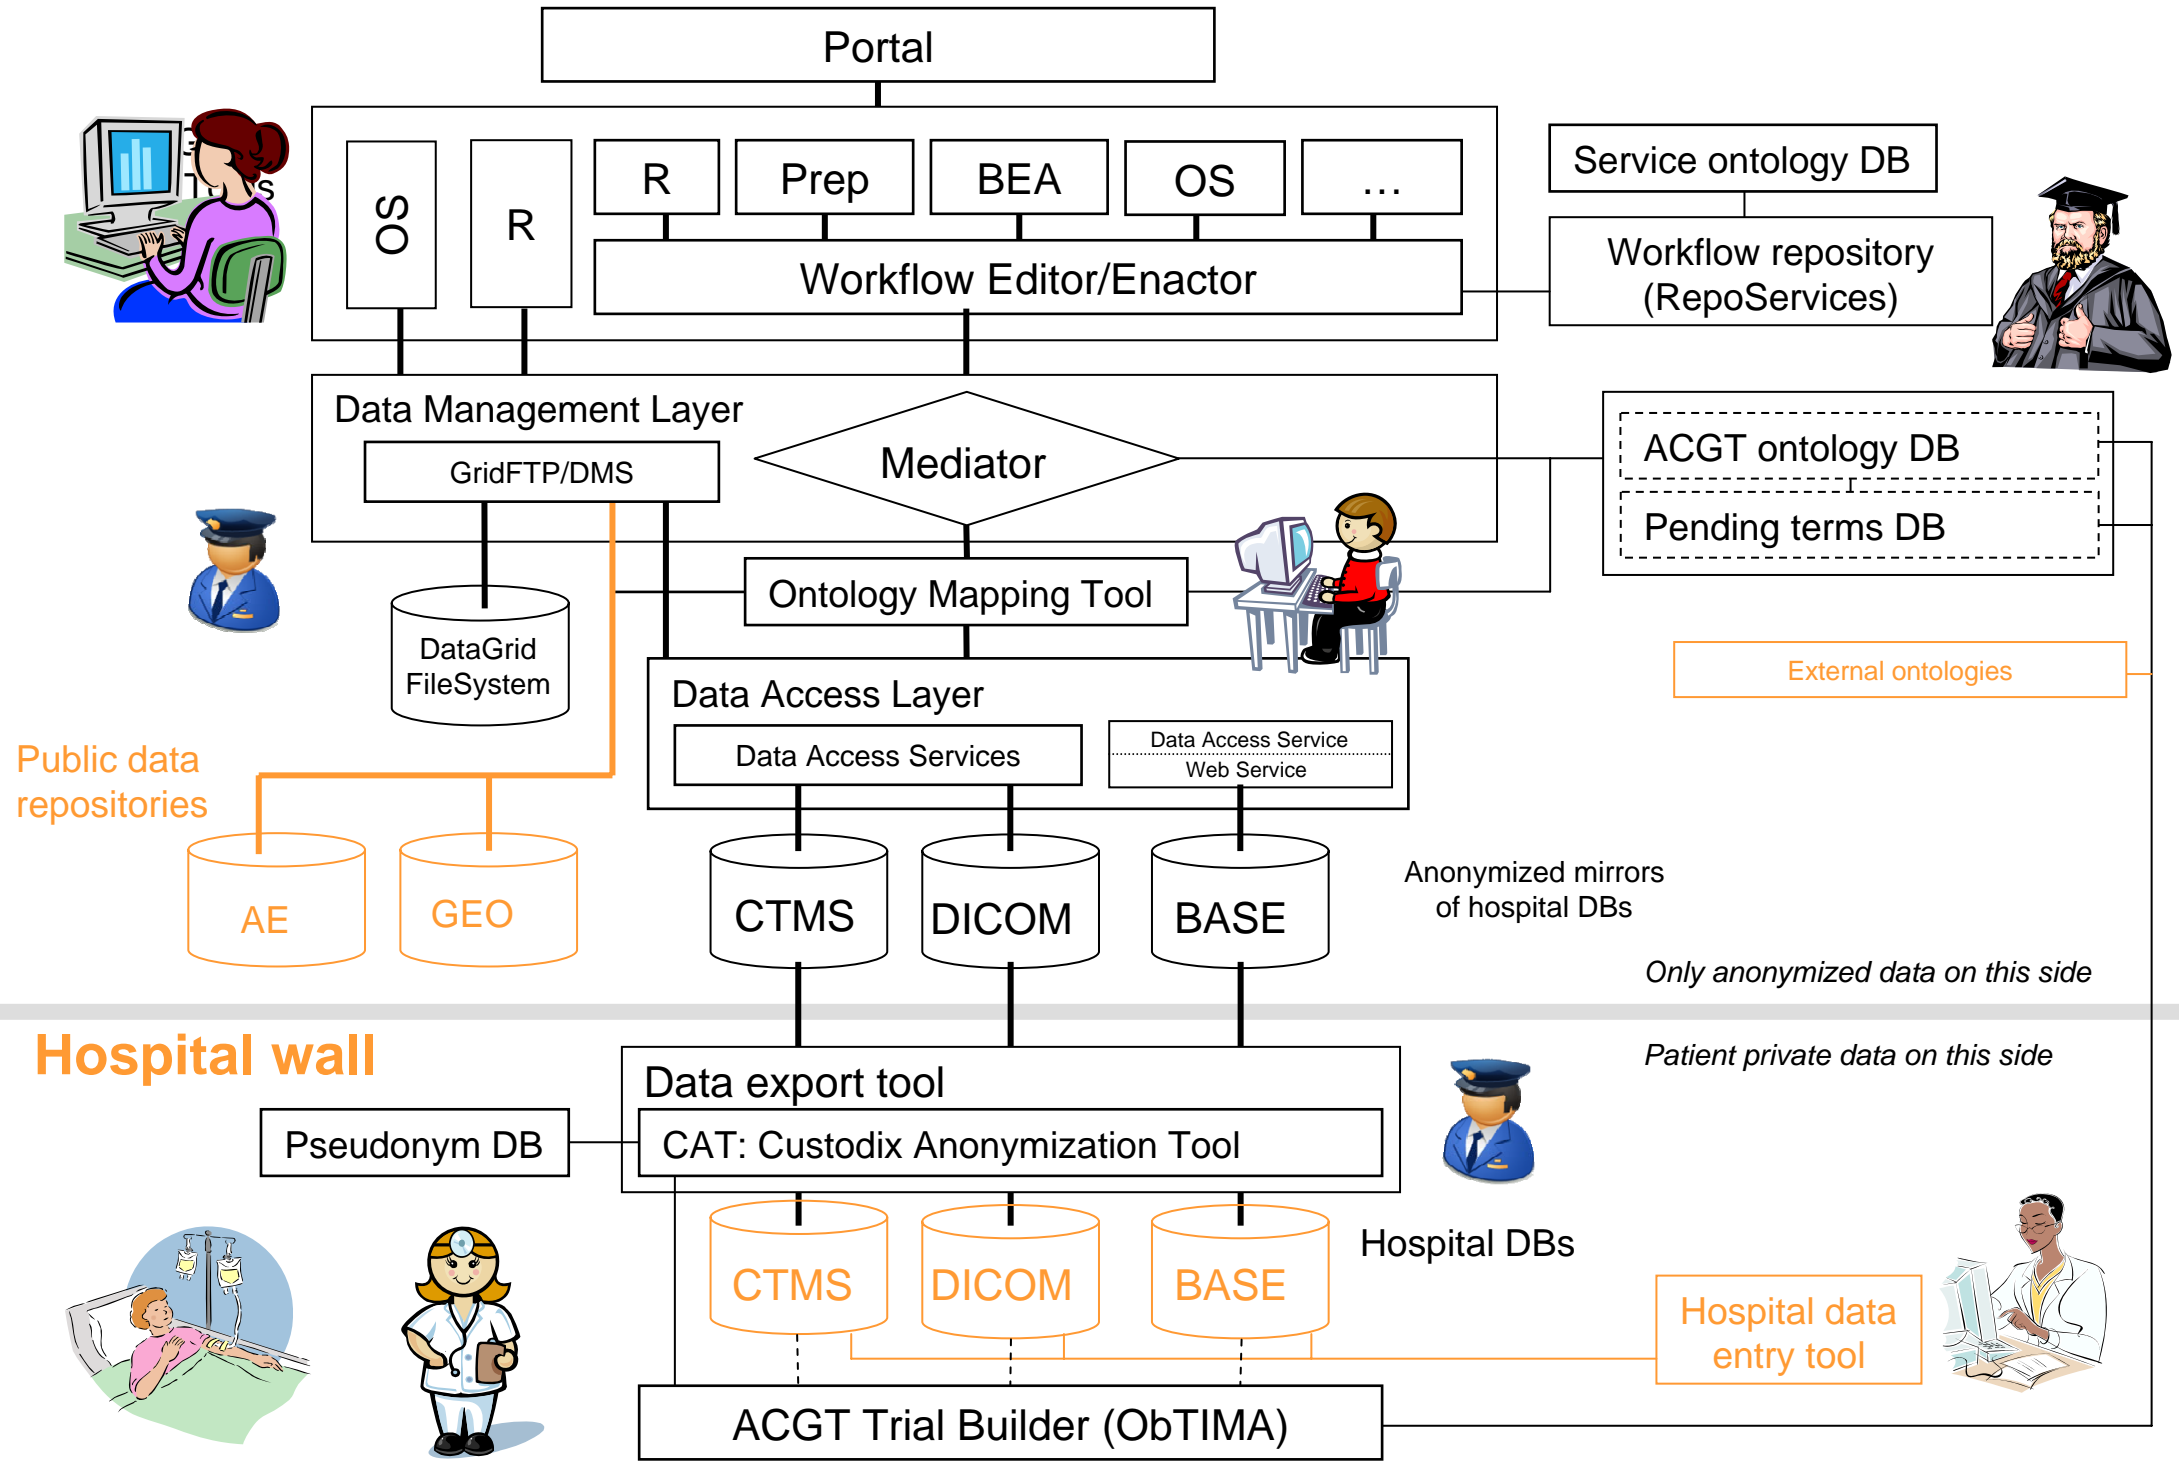 Portal
OS
R
R
Prep
BEA
OS
...
Workflow Editor/Enactor
Service ontology DB
Workflow repository
(RepoServices)
Data Management Layer
GridFTP/DMS
Mediator
ACGT ontology DB
Pending terms DB
Ontology Mapping Tool
DataGrid
FileSystem
External ontologies
Data Access Layer
Data Access Services
Data Access Service
Web Service
Public data
repositories
AE
GEO
CTMS
DICOM
BASE
Anonymized mirrors
of hospital DBs
Only anonymized data on this side
Hospital wall
Patient private data on this side
Data export tool
Pseudonym DB
CAT: Custodix Anonymization Tool
CTMS
DICOM
BASE
Hospital DBs
Hospital data
entry tool
ACGT Trial Builder (ObTIMA)